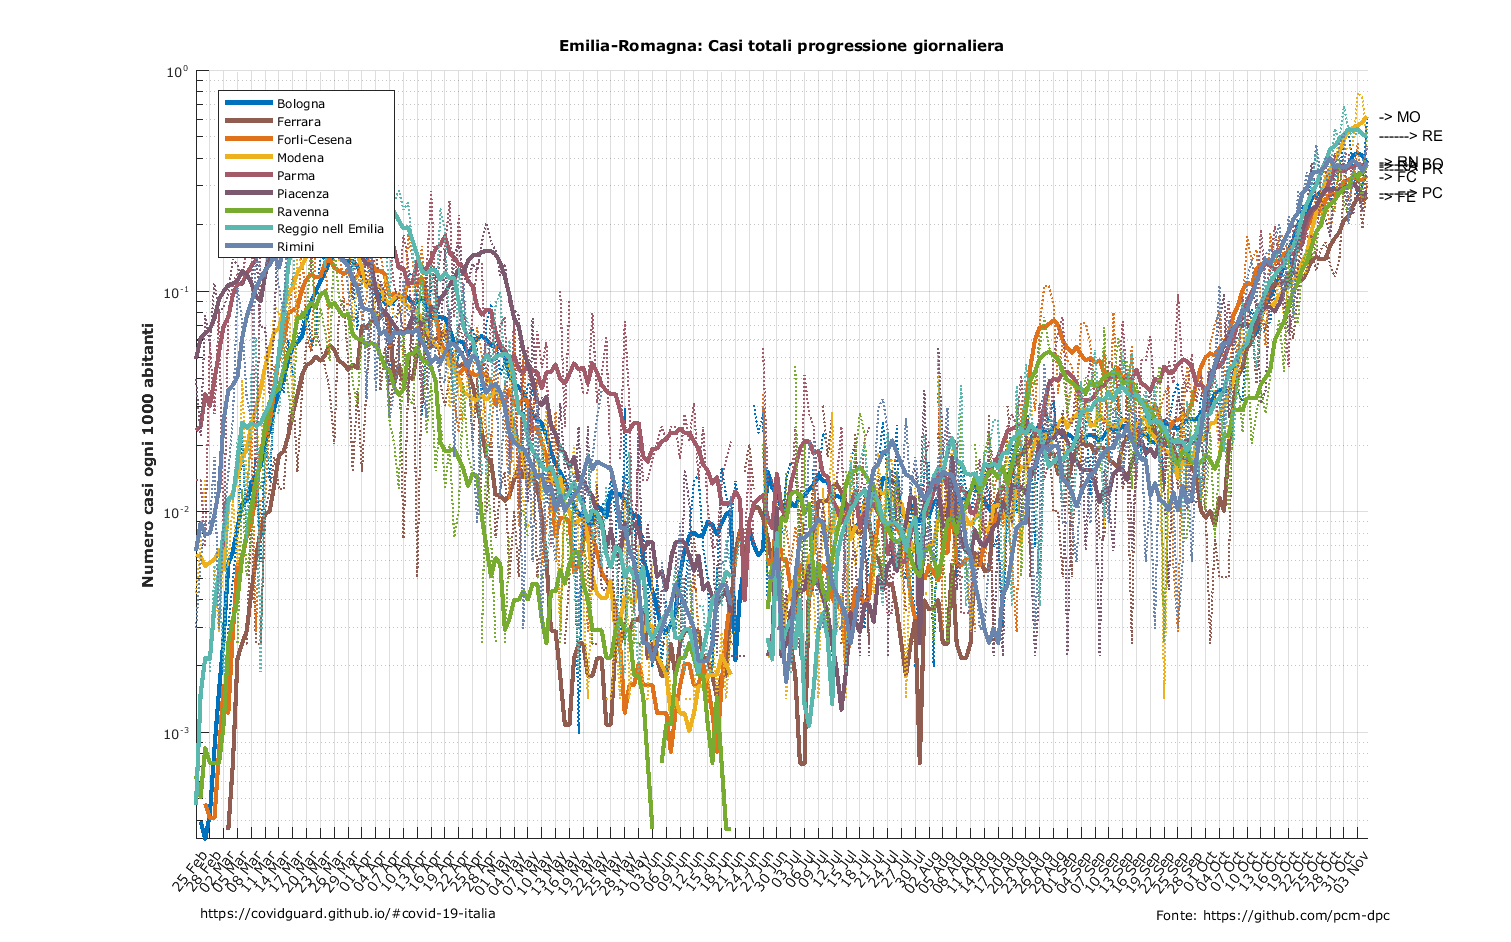 Emilia-Romagna: Casi totali progressione giornaliera
10⁰
10⁻¹
10⁻²
10⁻³
Numero casi ogni 1000 abitanti
Bologna
Ferrara
Forlì-Cesena
Modena
Parma
Piacenza
Ravenna
Reggio nell Emilia
Rimini
-> MO
------> RE
-> RN
BO
PR
-> FC
PC
-> FE
25 Feb
28 Feb
02 Mar
05 Mar
08 Mar
11 Mar
14 Mar
17 Mar
20 Mar
23 Mar
26 Mar
29 Mar
01 Apr
04 Apr
07 Apr
10 Apr
13 Apr
16 Apr
19 Apr
22 Apr
25 Apr
28 Apr
01 May
04 May
07 May
10 May
13 May
16 May
19 May
22 May
25 May
28 May
31 May
03 Jun
06 Jun
09 Jun
12 Jun
15 Jun
18 Jun
21 Jun
24 Jun
27 Jun
30 Jun
03 Jul
06 Jul
09 Jul
12 Jul
15 Jul
18 Jul
21 Jul
24 Jul
27 Jul
30 Jul
02 Aug
05 Aug
08 Aug
11 Aug
14 Aug
17 Aug
20 Aug
23 Aug
26 Aug
29 Aug
01 Sep
04 Sep
07 Sep
10 Sep
13 Sep
16 Sep
19 Sep
22 Sep
25 Sep
28 Sep
01 Oct
04 Oct
07 Oct
10 Oct
13 Oct
16 Oct
19 Oct
22 Oct
25 Oct
28 Oct
31 Oct
03 Nov
https://covidguard.github.io/#covid-19-italia
Fonte: https://github.com/pcm-dpc